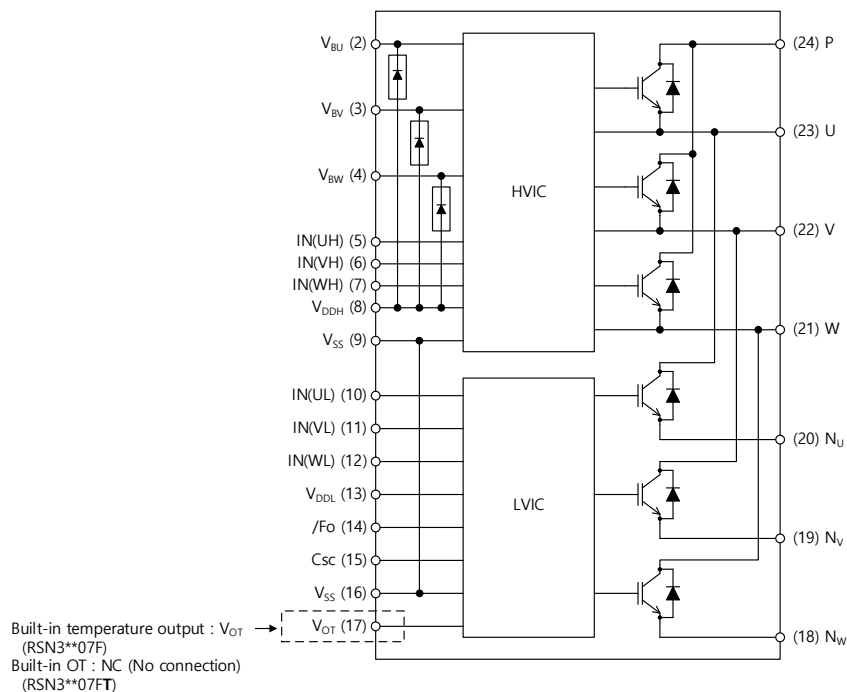 V_BU (2)
V_BV (3)
V_BW (4)
IN(UH) (5)
IN(VH) (6)
IN(WH) (7)
V_DDH (8)
V_SS (9)
IN(UL) (10)
IN(VL) (11)
IN(WL) (12)
V_DDL (13)
/Fo (14)
Csc (15)
V_SS (16)
V_OT (17)
HVIC
LVIC
(24) P
(23) U
(22) V
(21) W
(20) N_U
(19) N_V
(18) N_W
Built-in temperature output : V_OT
(RSN3**07F)
Built-in OT : NC (No connection)
(RSN3**07FT)